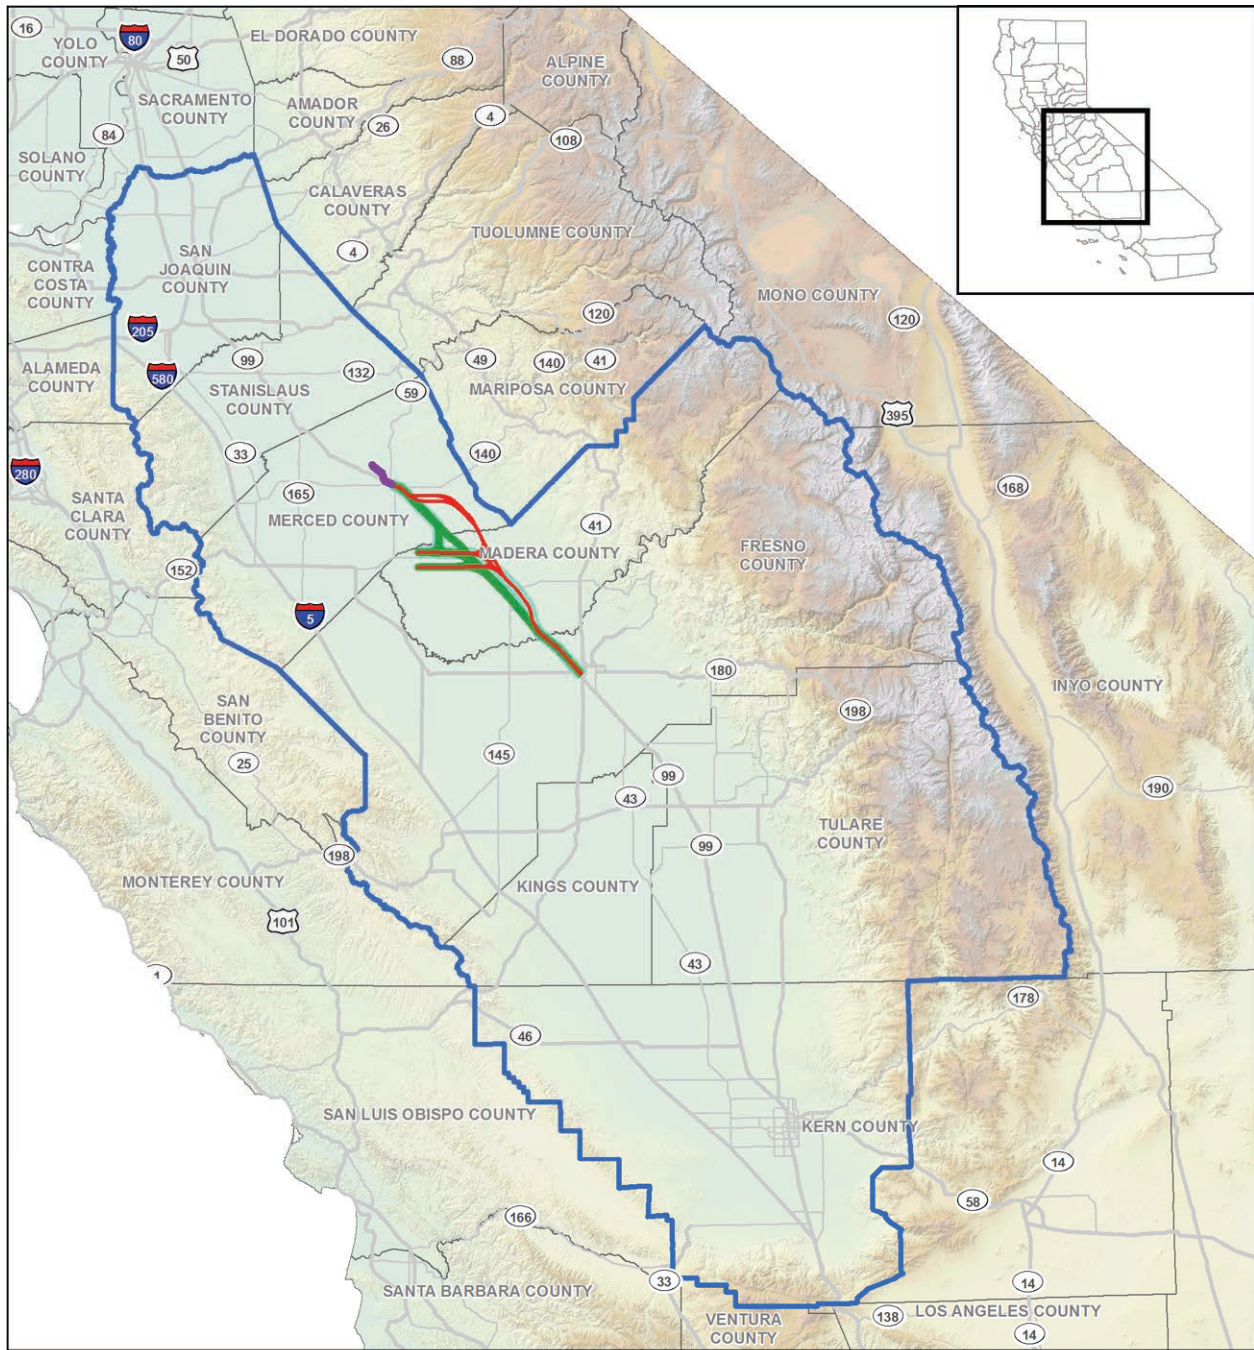 16
80
EL DORADO COUNTY
YOLO
COUNTY
50
88
ALPINE
COUNTY
SACRAMENTO
COUNTY
AMADOR
COUNTY
4
26
84
108
SOLANO
COUNTY
CALAVERAS
COUNTY
TUOLUMNE COUNTY
4
SAN
JOAQUIN
COUNTY
CONTRA
COSTA
COUNTY
MONO COUNTY
120
120
205
99
49
140
41
ALAMEDA
COUNTY
580
132
59
STANISLAUS
COUNTY
MARIPOSA COUNTY
395
33
140
280
165
168
SANTA
CLARA
COUNTY
MERCED COUNTY
41
MADERA COUNTY
FRESNO
COUNTY
152
5
180
INYO COUNTY
SAN
BENITO
COUNTY
198
25
145
99
43
190
TULARE
COUNTY
99
198
MONTEREY COUNTY
KINGS COUNTY
101
43
1
178
46
SAN LUIS OBISPO COUNTY
KERN COUNTY
14
58
166
33
14
SANTA BARBARA COUNTY
VENTURA
COUNTY
138
LOS ANGELES COUNTY
14